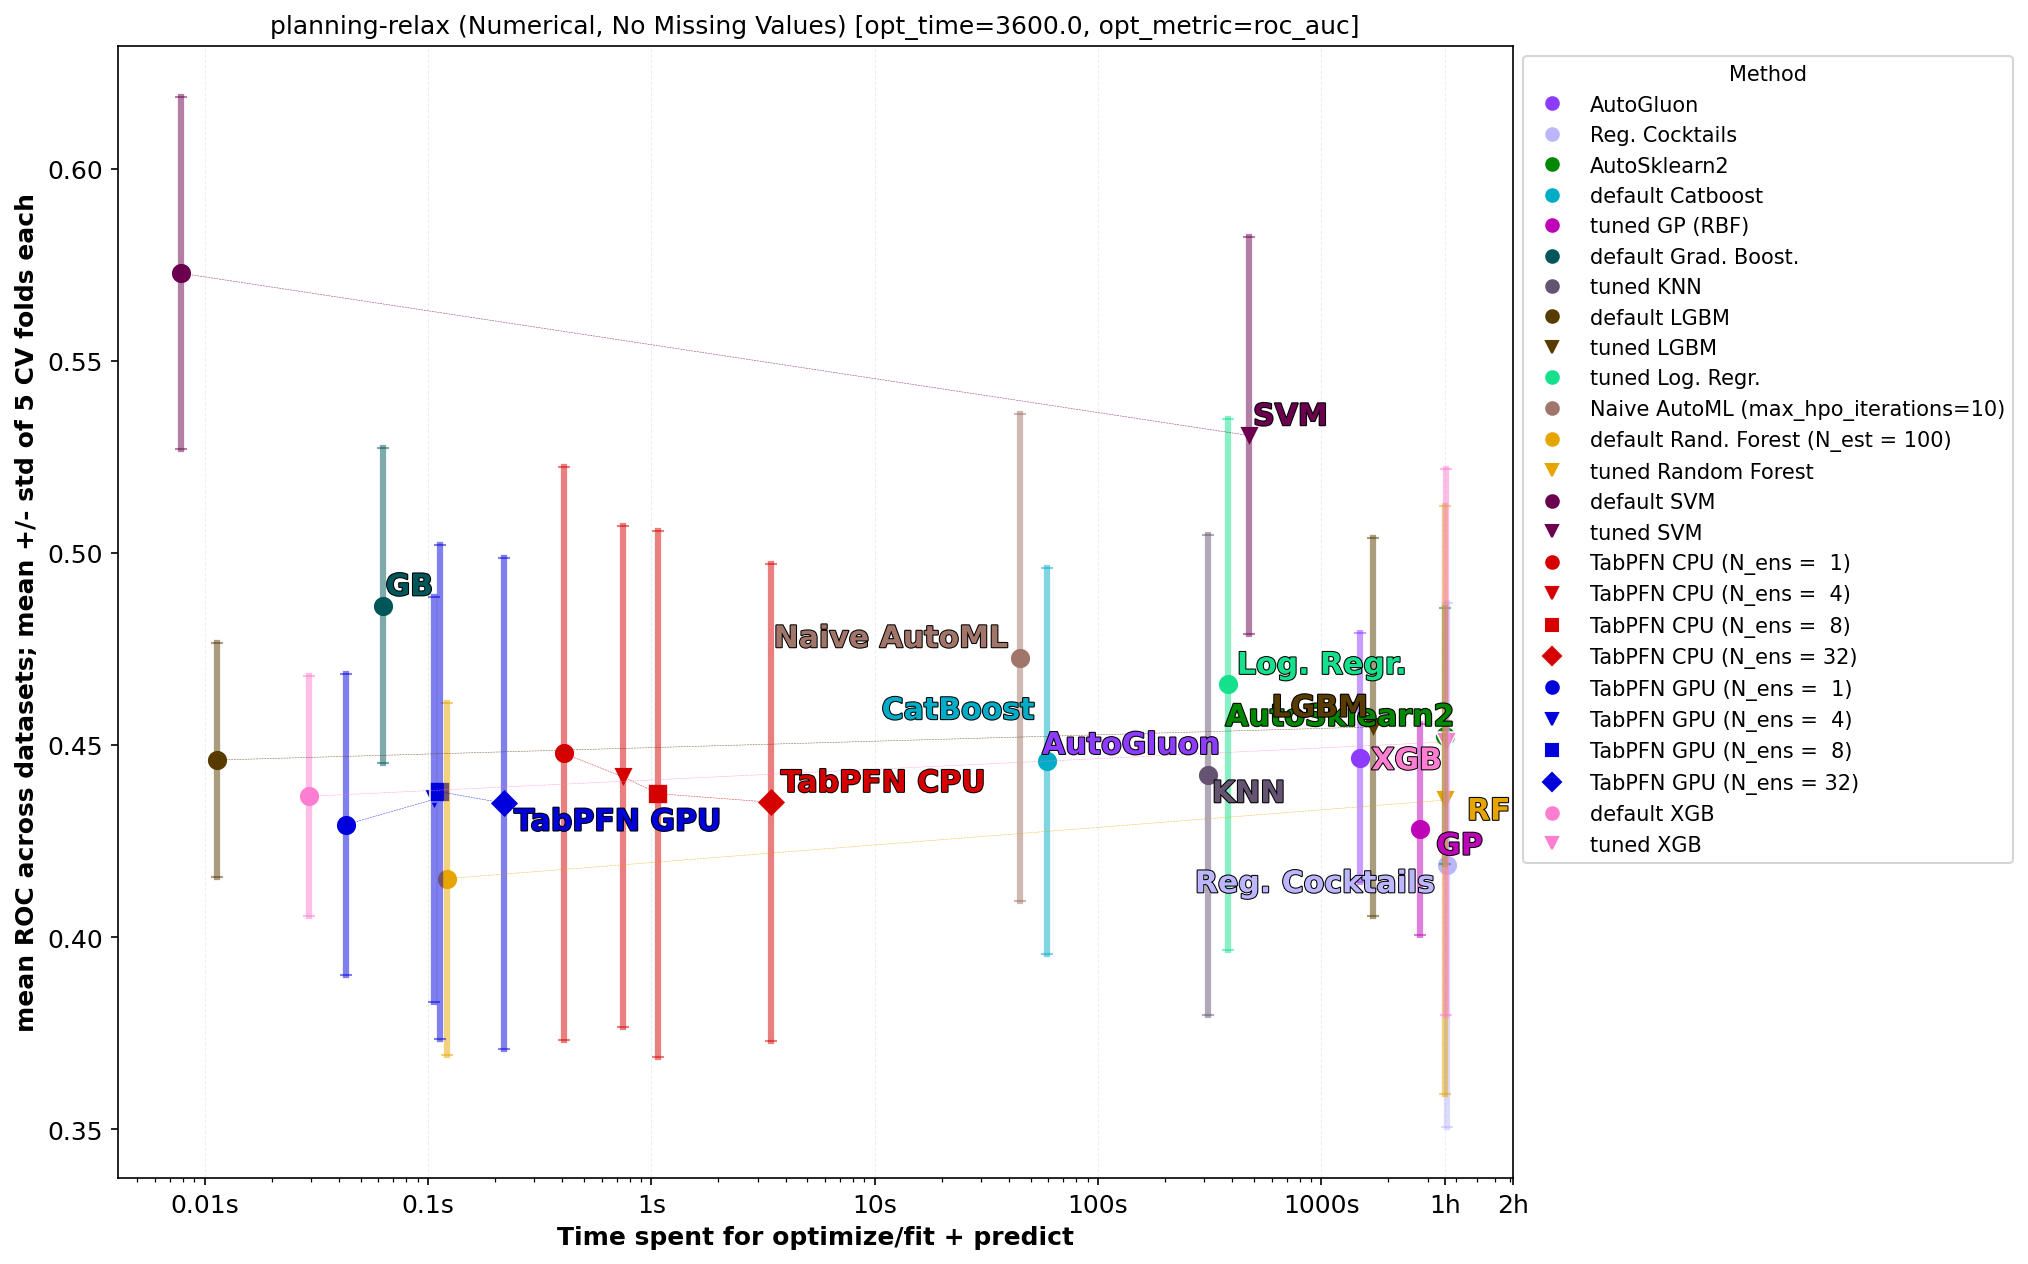 planning-relax (Numerical, No Missing Values) [opt_time=3600.0, opt_metric=roc_auc]
mean ROC across datasets; mean +/- std of 5 CV folds each
0.60
0.55
0.50
0.45
0.40
0.35
SVM
GB
Naive AutoML
Log. Regr.
CatBoost
LGBM
AutoSklearn2
AutoGluon
XGB
TabPFN CPU
KNN
TabPFN GPU
RF
GP
Reg. Cocktails
0.01s
0.1s
1s
10s
100s
1000s
1h
2h
Time spent for optimize/fit + predict
Method
AutoGluon
Reg. Cocktails
AutoSklearn2
default Catboost
tuned GP (RBF)
default Grad. Boost.
tuned KNN
default LGBM
tuned LGBM
tuned Log. Regr.
Naive AutoML (max_hpo_iterations=10)
default Rand. Forest (N_est = 100)
tuned Random Forest
default SVM
tuned SVM
TabPFN CPU (N_ens =  1)
TabPFN CPU (N_ens =  4)
TabPFN CPU (N_ens =  8)
TabPFN CPU (N_ens = 32)
TabPFN GPU (N_ens =  1)
TabPFN GPU (N_ens =  4)
TabPFN GPU (N_ens =  8)
TabPFN GPU (N_ens = 32)
default XGB
tuned XGB